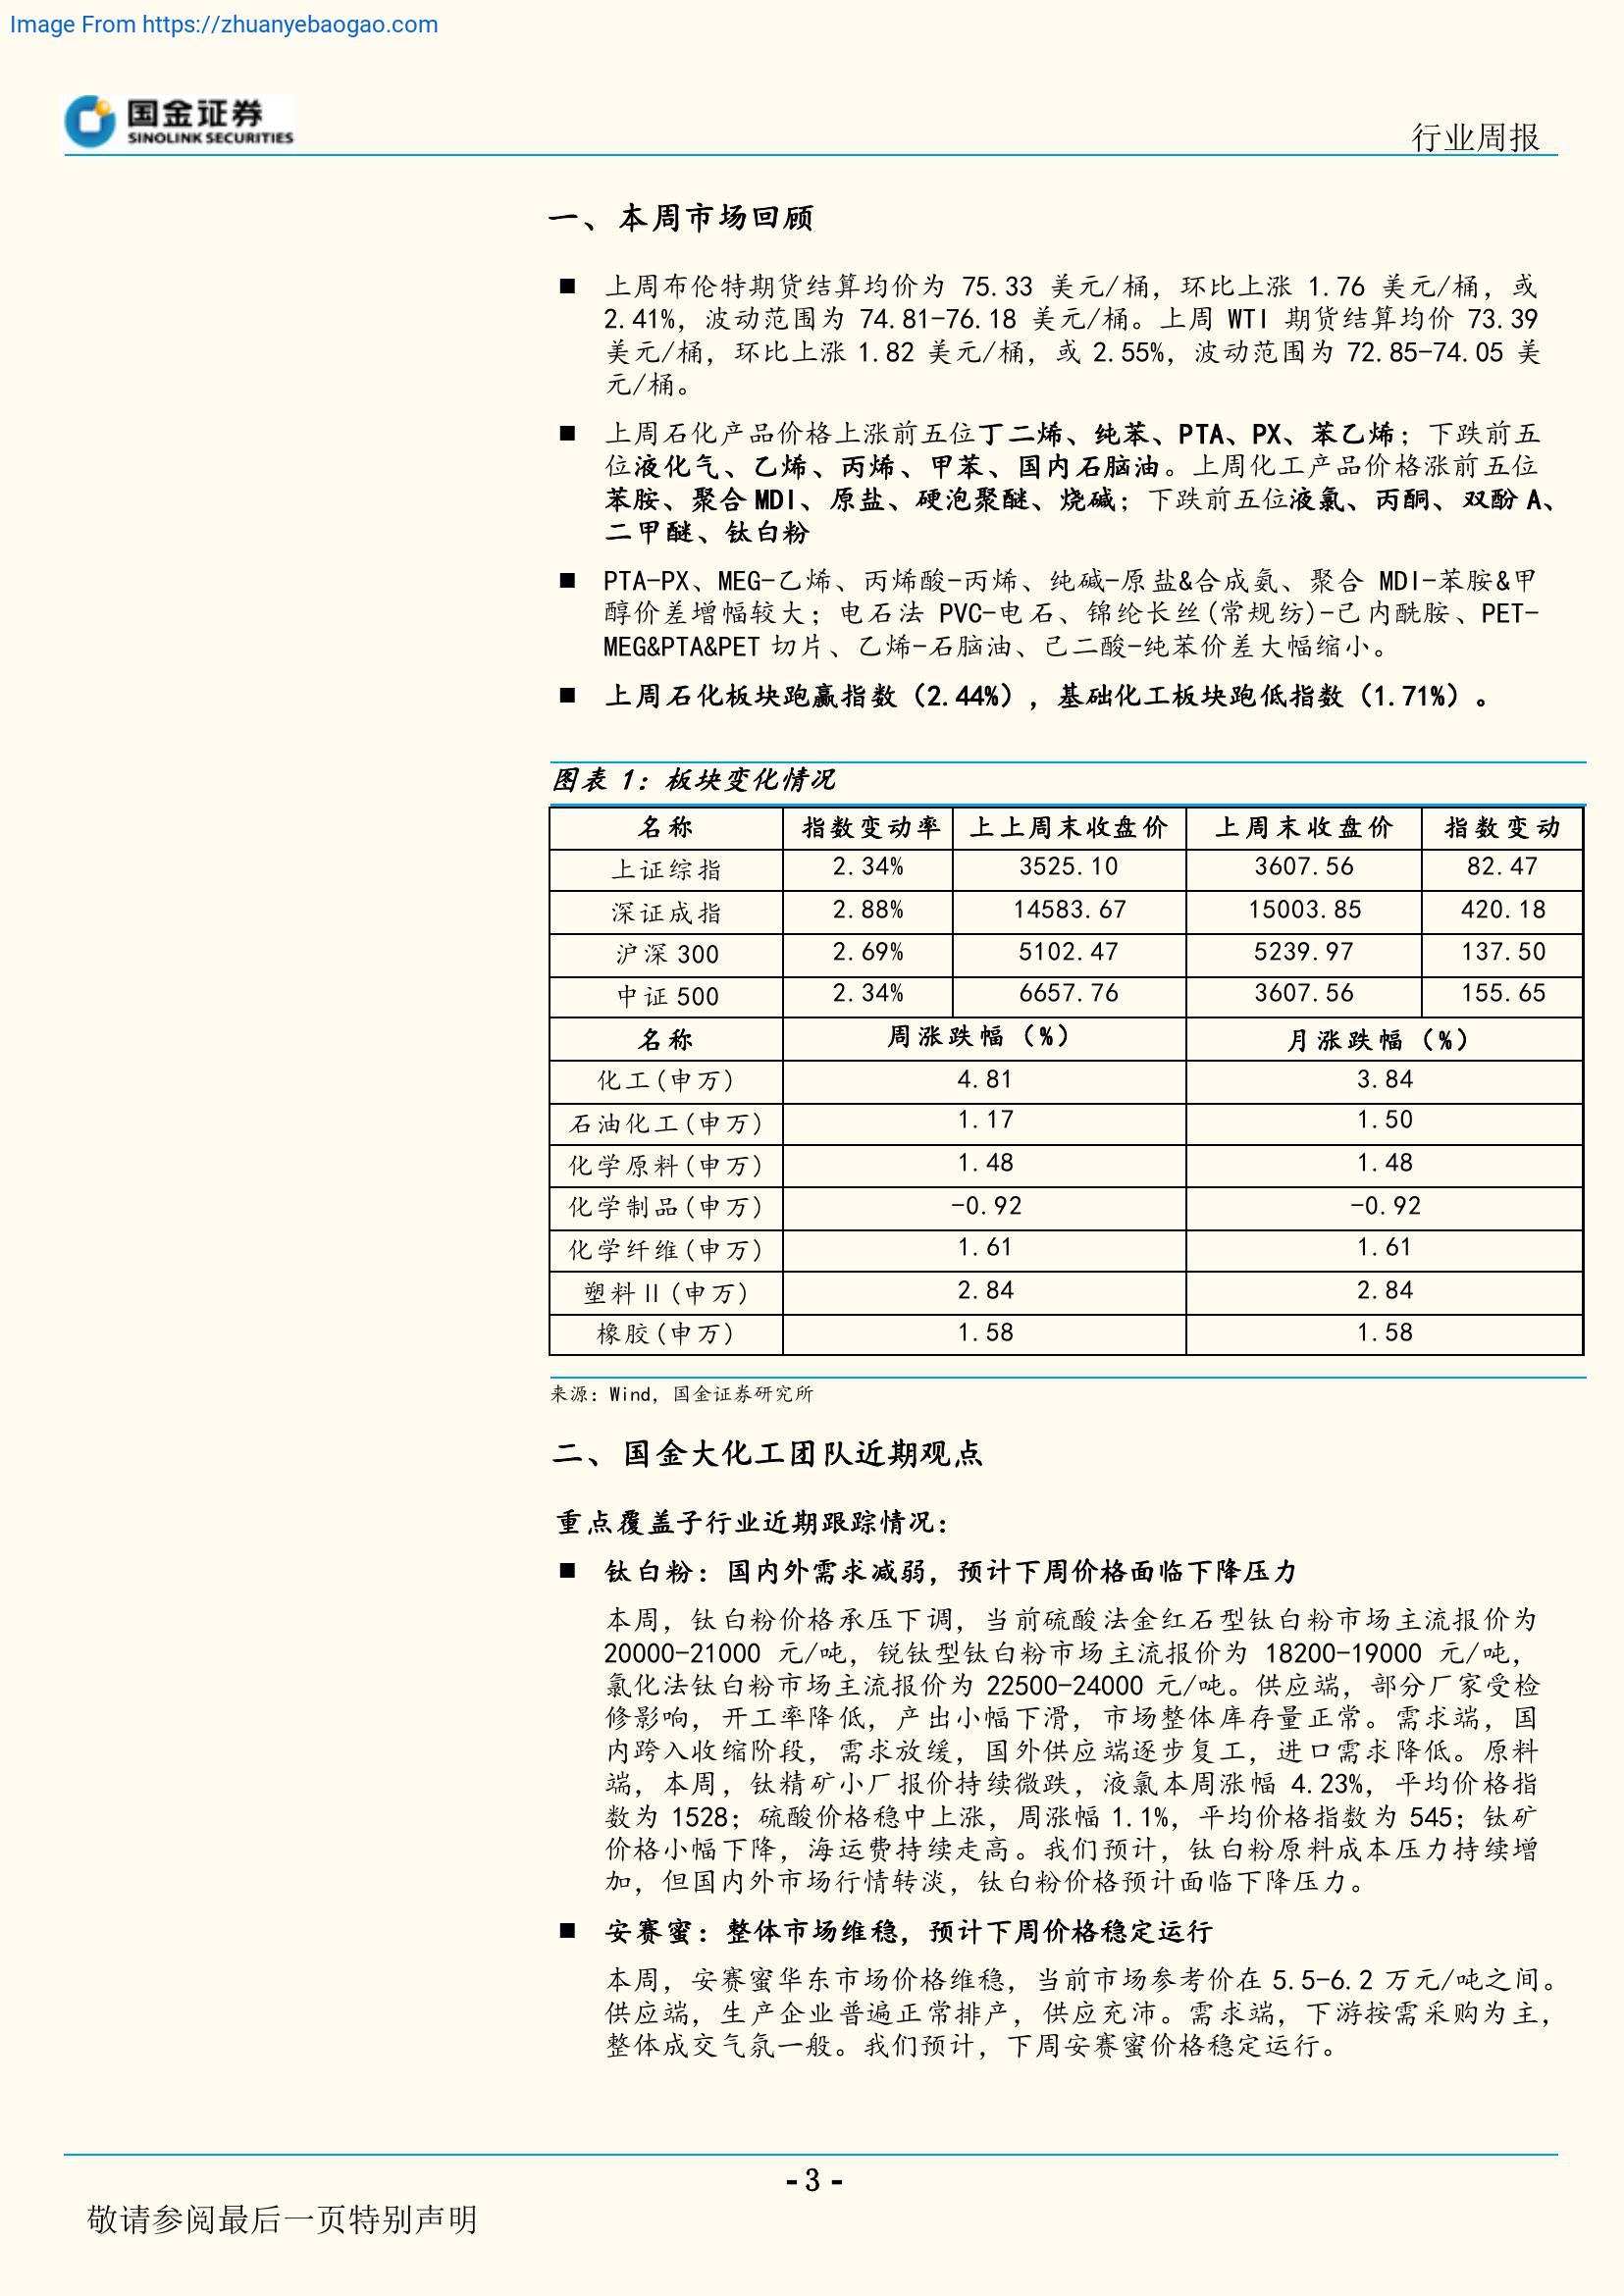 Image From https://zhuanyebaogao.com
国金证券
SINOLINK SECURITIES
行业周报
一、本周市场回顾
■ 上周布伦特期货结算均价为 75.33 美元/桶，环比上涨 1.76 美元/桶，或
2.41%，波动范围为 74.81-76.18 美元/桶。上周 WTI 期货结算均价 73.39
美元/桶，环比上涨 1.82 美元/桶，或 2.55%，波动范围为 72.85-74.05 美
元/桶。
■ 上周石化产品价格上涨前五位丁二烯、纯苯、PTA、PX、苯乙烯；下跌前五
位液化气、乙烯、丙烯、甲苯、国内石脑油。上周化工产品价格涨前五位
苯胺、聚合 MDI、原盐、硬泡聚醚、烧碱；下跌前五位液氯、丙酮、双酚 A、
二甲醚、钛白粉
■ PTA-PX、MEG-乙烯、丙烯酸-丙烯、纯碱-原盐&合成氨、聚合 MDI-苯胺&甲
醇价差增幅较大；电石法 PVC-电石、锦纶长丝(常规纺)-己内酰胺、PET-
MEG&PTA&PET 切片、乙烯-石脑油、己二酸-纯苯价差大幅缩小。
■ 上周石化板块跑赢指数（2.44%），基础化工板块跑低指数（1.71%）。
图表 1：板块变化情况
名称 指数变动率 上上周末收盘价 上周末收盘价 指数变动
上证综指 2.34% 3525.10 3607.56 82.47
深证成指 2.88% 14583.67 15003.85 420.18
沪深 300 2.69% 5102.47 5239.97 137.50
中证 500 2.34% 6657.76 3607.56 155.65
名称 周涨跌幅（%） 月涨跌幅（%）
化工(申万) 4.81 3.84
石油化工(申万) 1.17 1.50
化学原料(申万) 1.48 1.48
化学制品(申万) -0.92 -0.92
化学纤维(申万) 1.61 1.61
塑料 II(申万) 2.84 2.84
橡胶(申万) 1.58 1.58
来源：Wind，国金证券研究所
二、国金大化工团队近期观点
重点覆盖子行业近期跟踪情况：
■ 钛白粉：国内外需求减弱，预计下周价格面临下降压力
本周，钛白粉价格承压下调，当前硫酸法金红石型钛白粉市场主流报价为
20000-21000 元/吨，锐钛型钛白粉市场主流报价为 18200-19000 元/吨，
氯化法钛白粉市场主流报价为 22500-24000 元/吨。供应端，部分厂家受检
修影响，开工率降低，产出小幅下滑，市场整体库存量正常。需求端，国
内跨入收缩阶段，需求放缓，国外供应端逐步复工，进口需求降低。原料
端，本周，钛精矿小厂报价持续微跌，液氯本周涨幅 4.23%，平均价格指
数为 1528；硫酸价格稳中上涨，周涨幅 1.1%，平均价格指数为 545；钛矿
价格小幅下降，海运费持续走高。我们预计，钛白粉原料成本压力持续增
加，但国内外市场行情转淡，钛白粉价格预计面临下降压力。
■ 安赛蜜：整体市场维稳，预计下周价格稳定运行
本周，安赛蜜华东市场价格维稳，当前市场参考价在 5.5-6.2 万元/吨之间。
供应端，生产企业普遍正常排产，供应充沛。需求端，下游按需采购为主，
整体成交气氛一般。我们预计，下周安赛蜜价格稳定运行。
- 3 -
敬请参阅最后一页特别声明